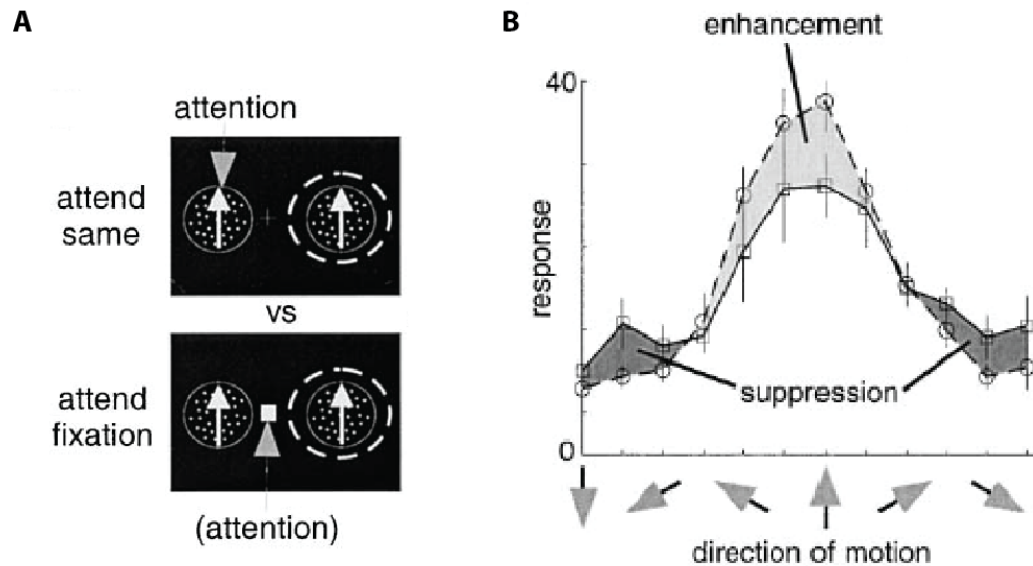 A
attention
attend
same
vs
attend
fixation
(attention)
B
enhancement
40
response
suppression
0
direction of motion